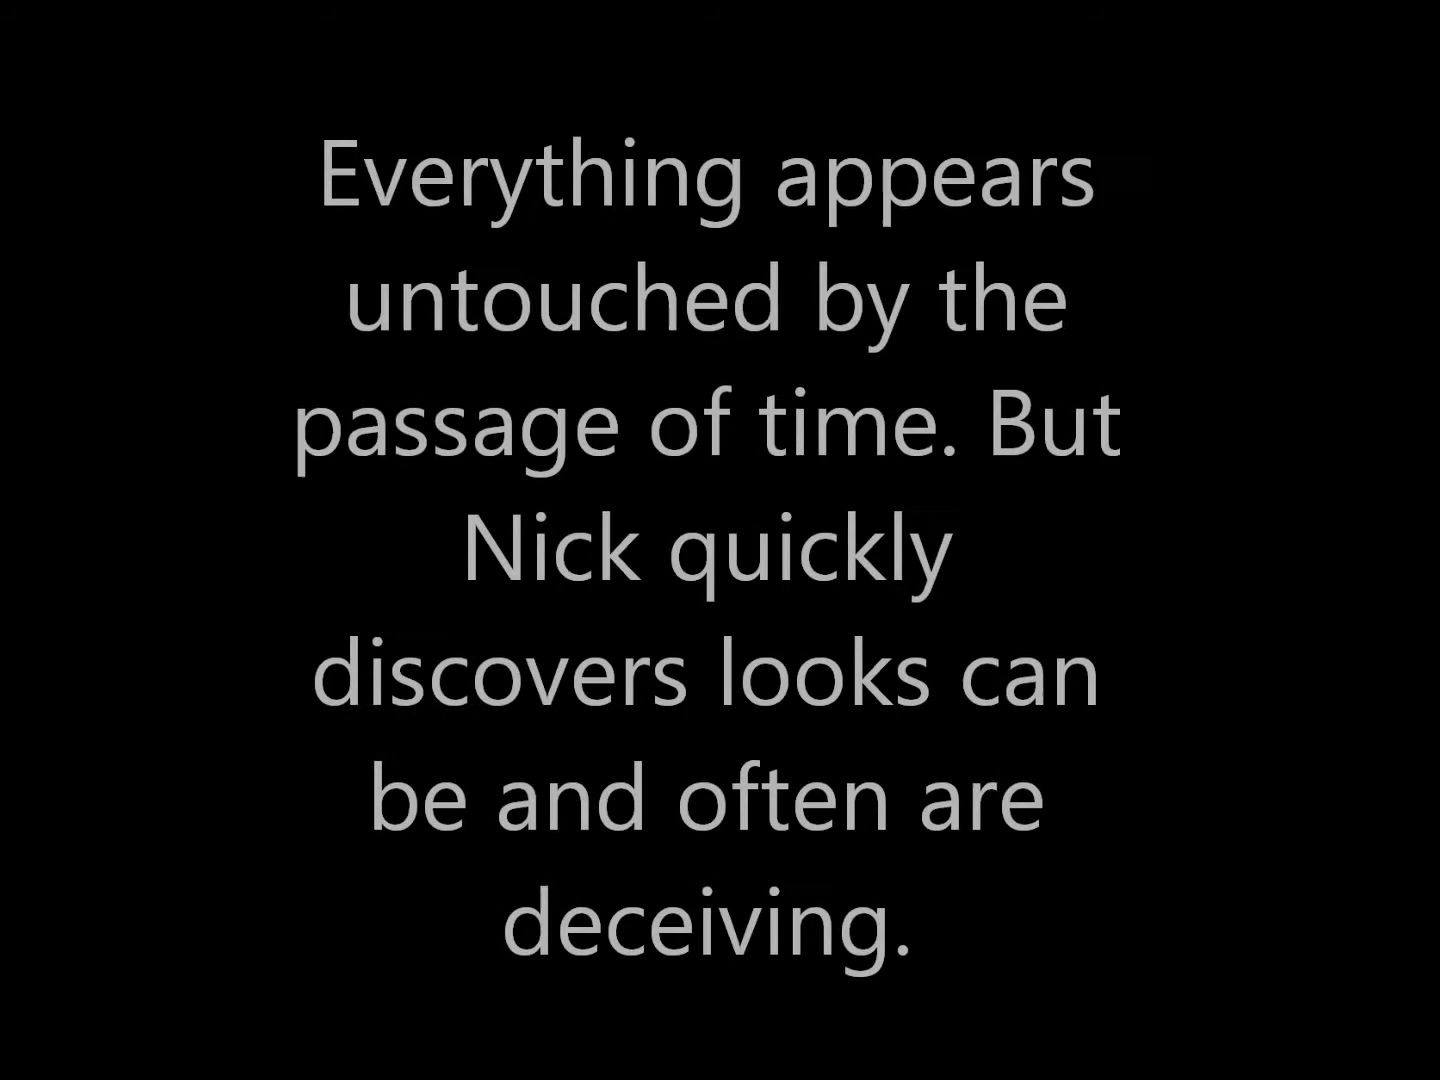 Everything appears
untouched by the
passage of time. But
Nick quickly
discovers looks can
be and often are
deceiving.